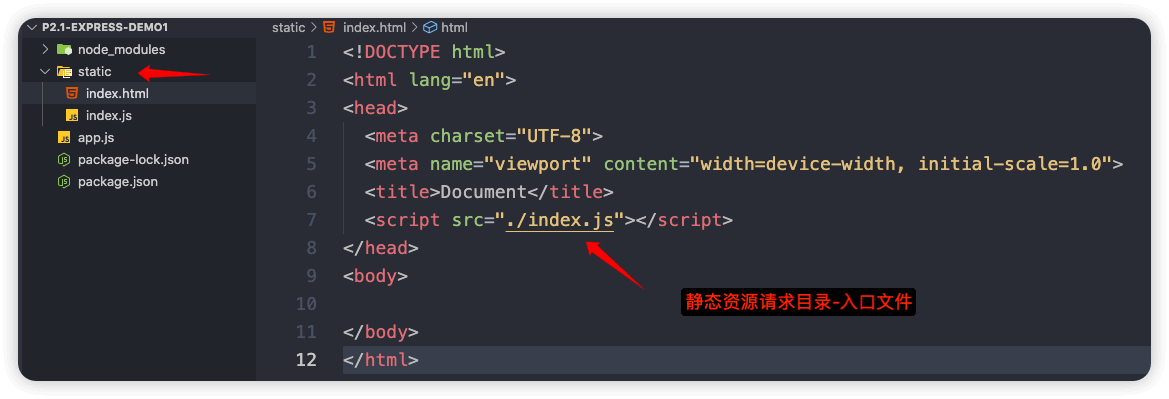 P2.1-EXPRESS-DEMO1
node_modules
static
index.html
index.js
app.js
package-lock.json
package.json
static > index.html > html
1 <!DOCTYPE html>
2 <html lang="en">
3 <head>
4 <meta charset="UTF-8">
5 <meta name="viewport" content="width=device-width, initial-scale=1.0">
6 <title>Document</title>
7 <script src="./index.js"></script>
8 </head>
9 <body>
10
11 </body>
12 </html>
静态资源请求目录-入口文件